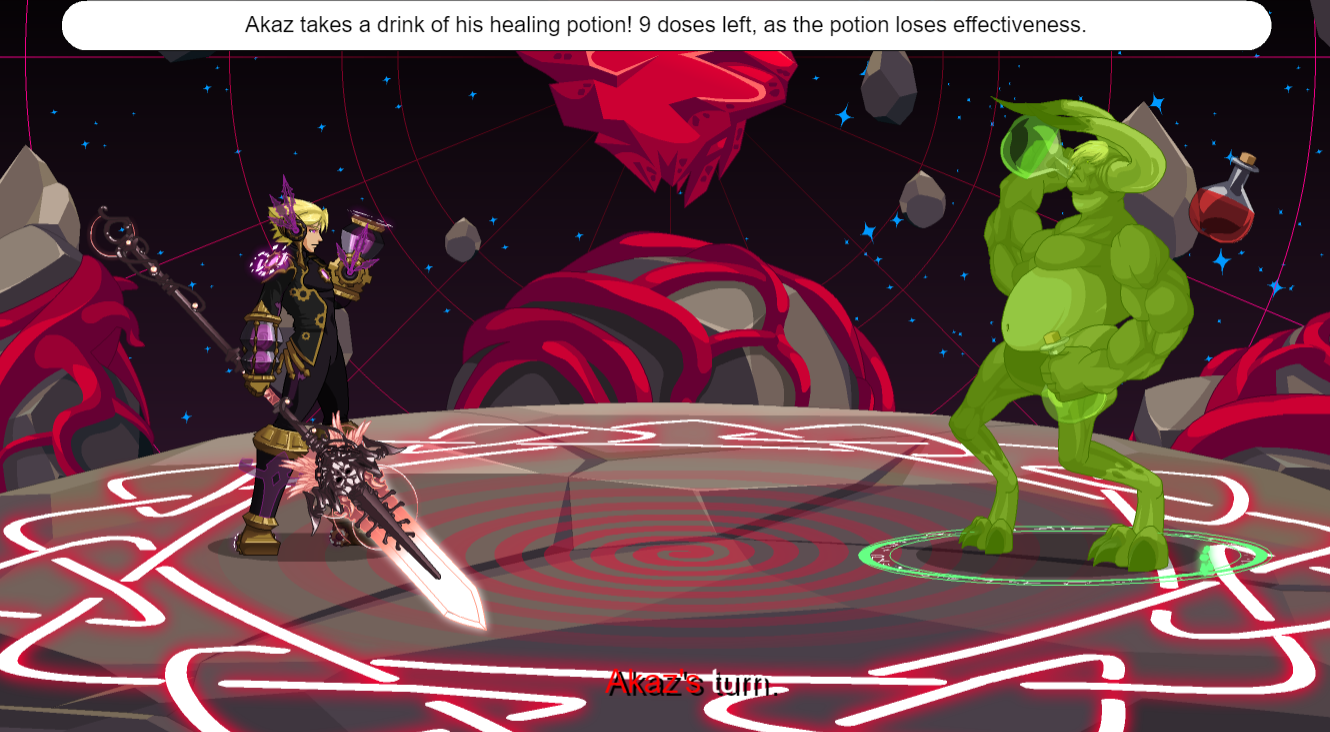 Akaz takes a drink of his healing potion! 9 doses left, as the potion loses effectiveness.
Akaz's turn.